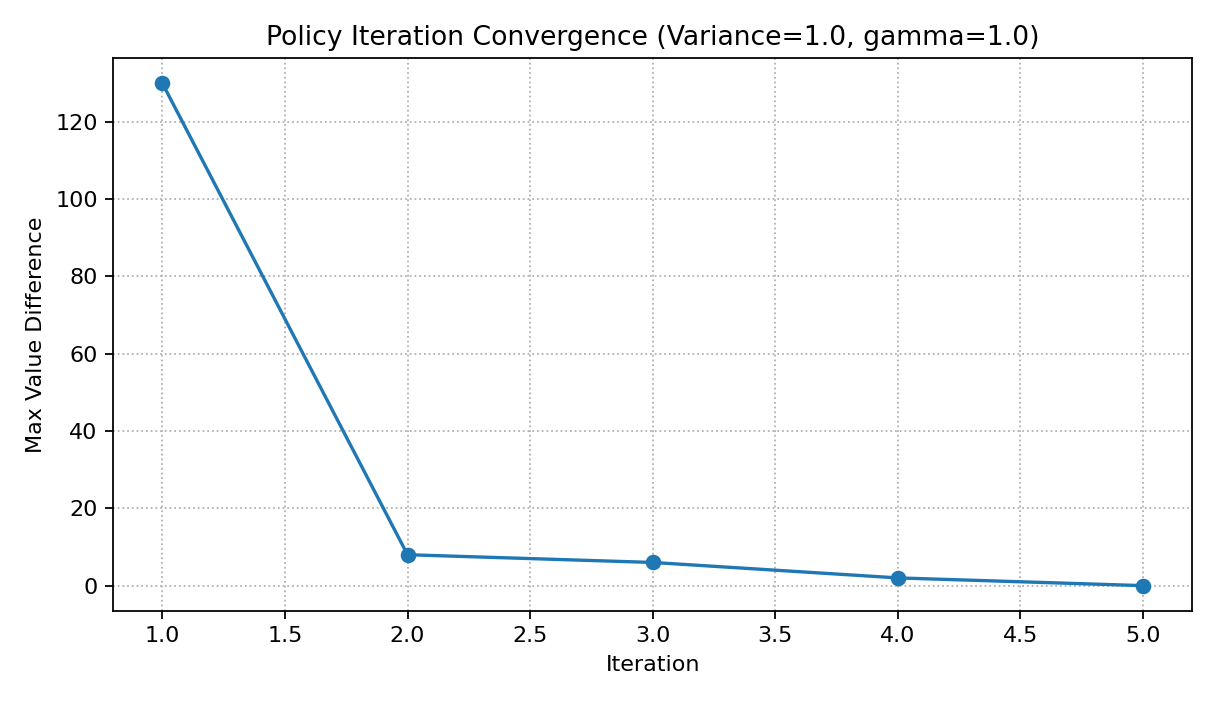 Policy Iteration Convergence (Variance=1.0, gamma=1.0)
Max Value Difference
120
100
80
60
40
20
0
1.0 1.5 2.0 2.5 3.0 3.5 4.0 4.5 5.0
Iteration